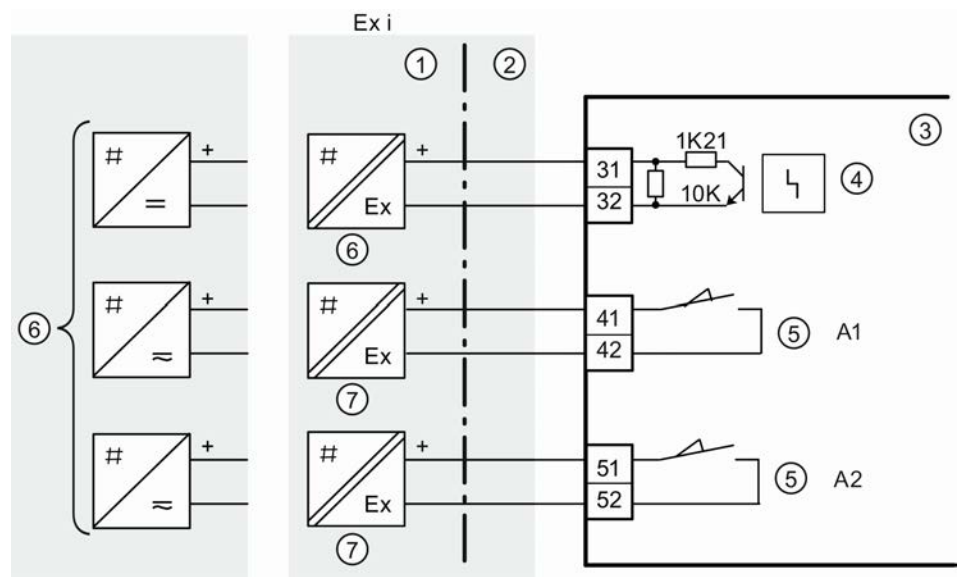 Ex i
① ②
③
# + # + 31 1K21
= Ex 32 10K ④
⑥
# + # + 41
⑥ ≂ Ex 42 ⑤ A1
⑦
# + # + 51
≂ Ex 52 ⑤ A2
⑦